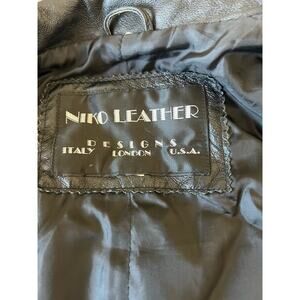 NIKO LEATHER
DESIGNS
ITALY LONDON U.S.A.